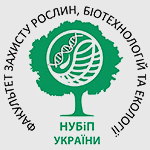 ФАКУЛЬТЕТ ЗАХИСТУ РОСЛИН, БІОТЕХНОЛОГІЙ ТА ЕКОЛОГІЇ
НУБіП
УКРАЇНИ